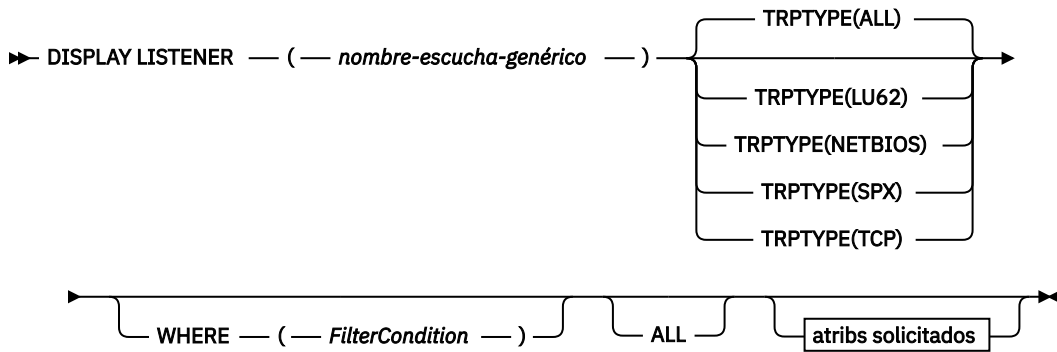 TRPTYPE(ALL)
DISPLAY LISTENER ( nombre-escucha-genérico )
TRPTYPE(LU62)
TRPTYPE(NETBIOS)
TRPTYPE(SPX)
TRPTYPE(TCP)
WHERE ( FilterCondition ) ALL atribs solicitados